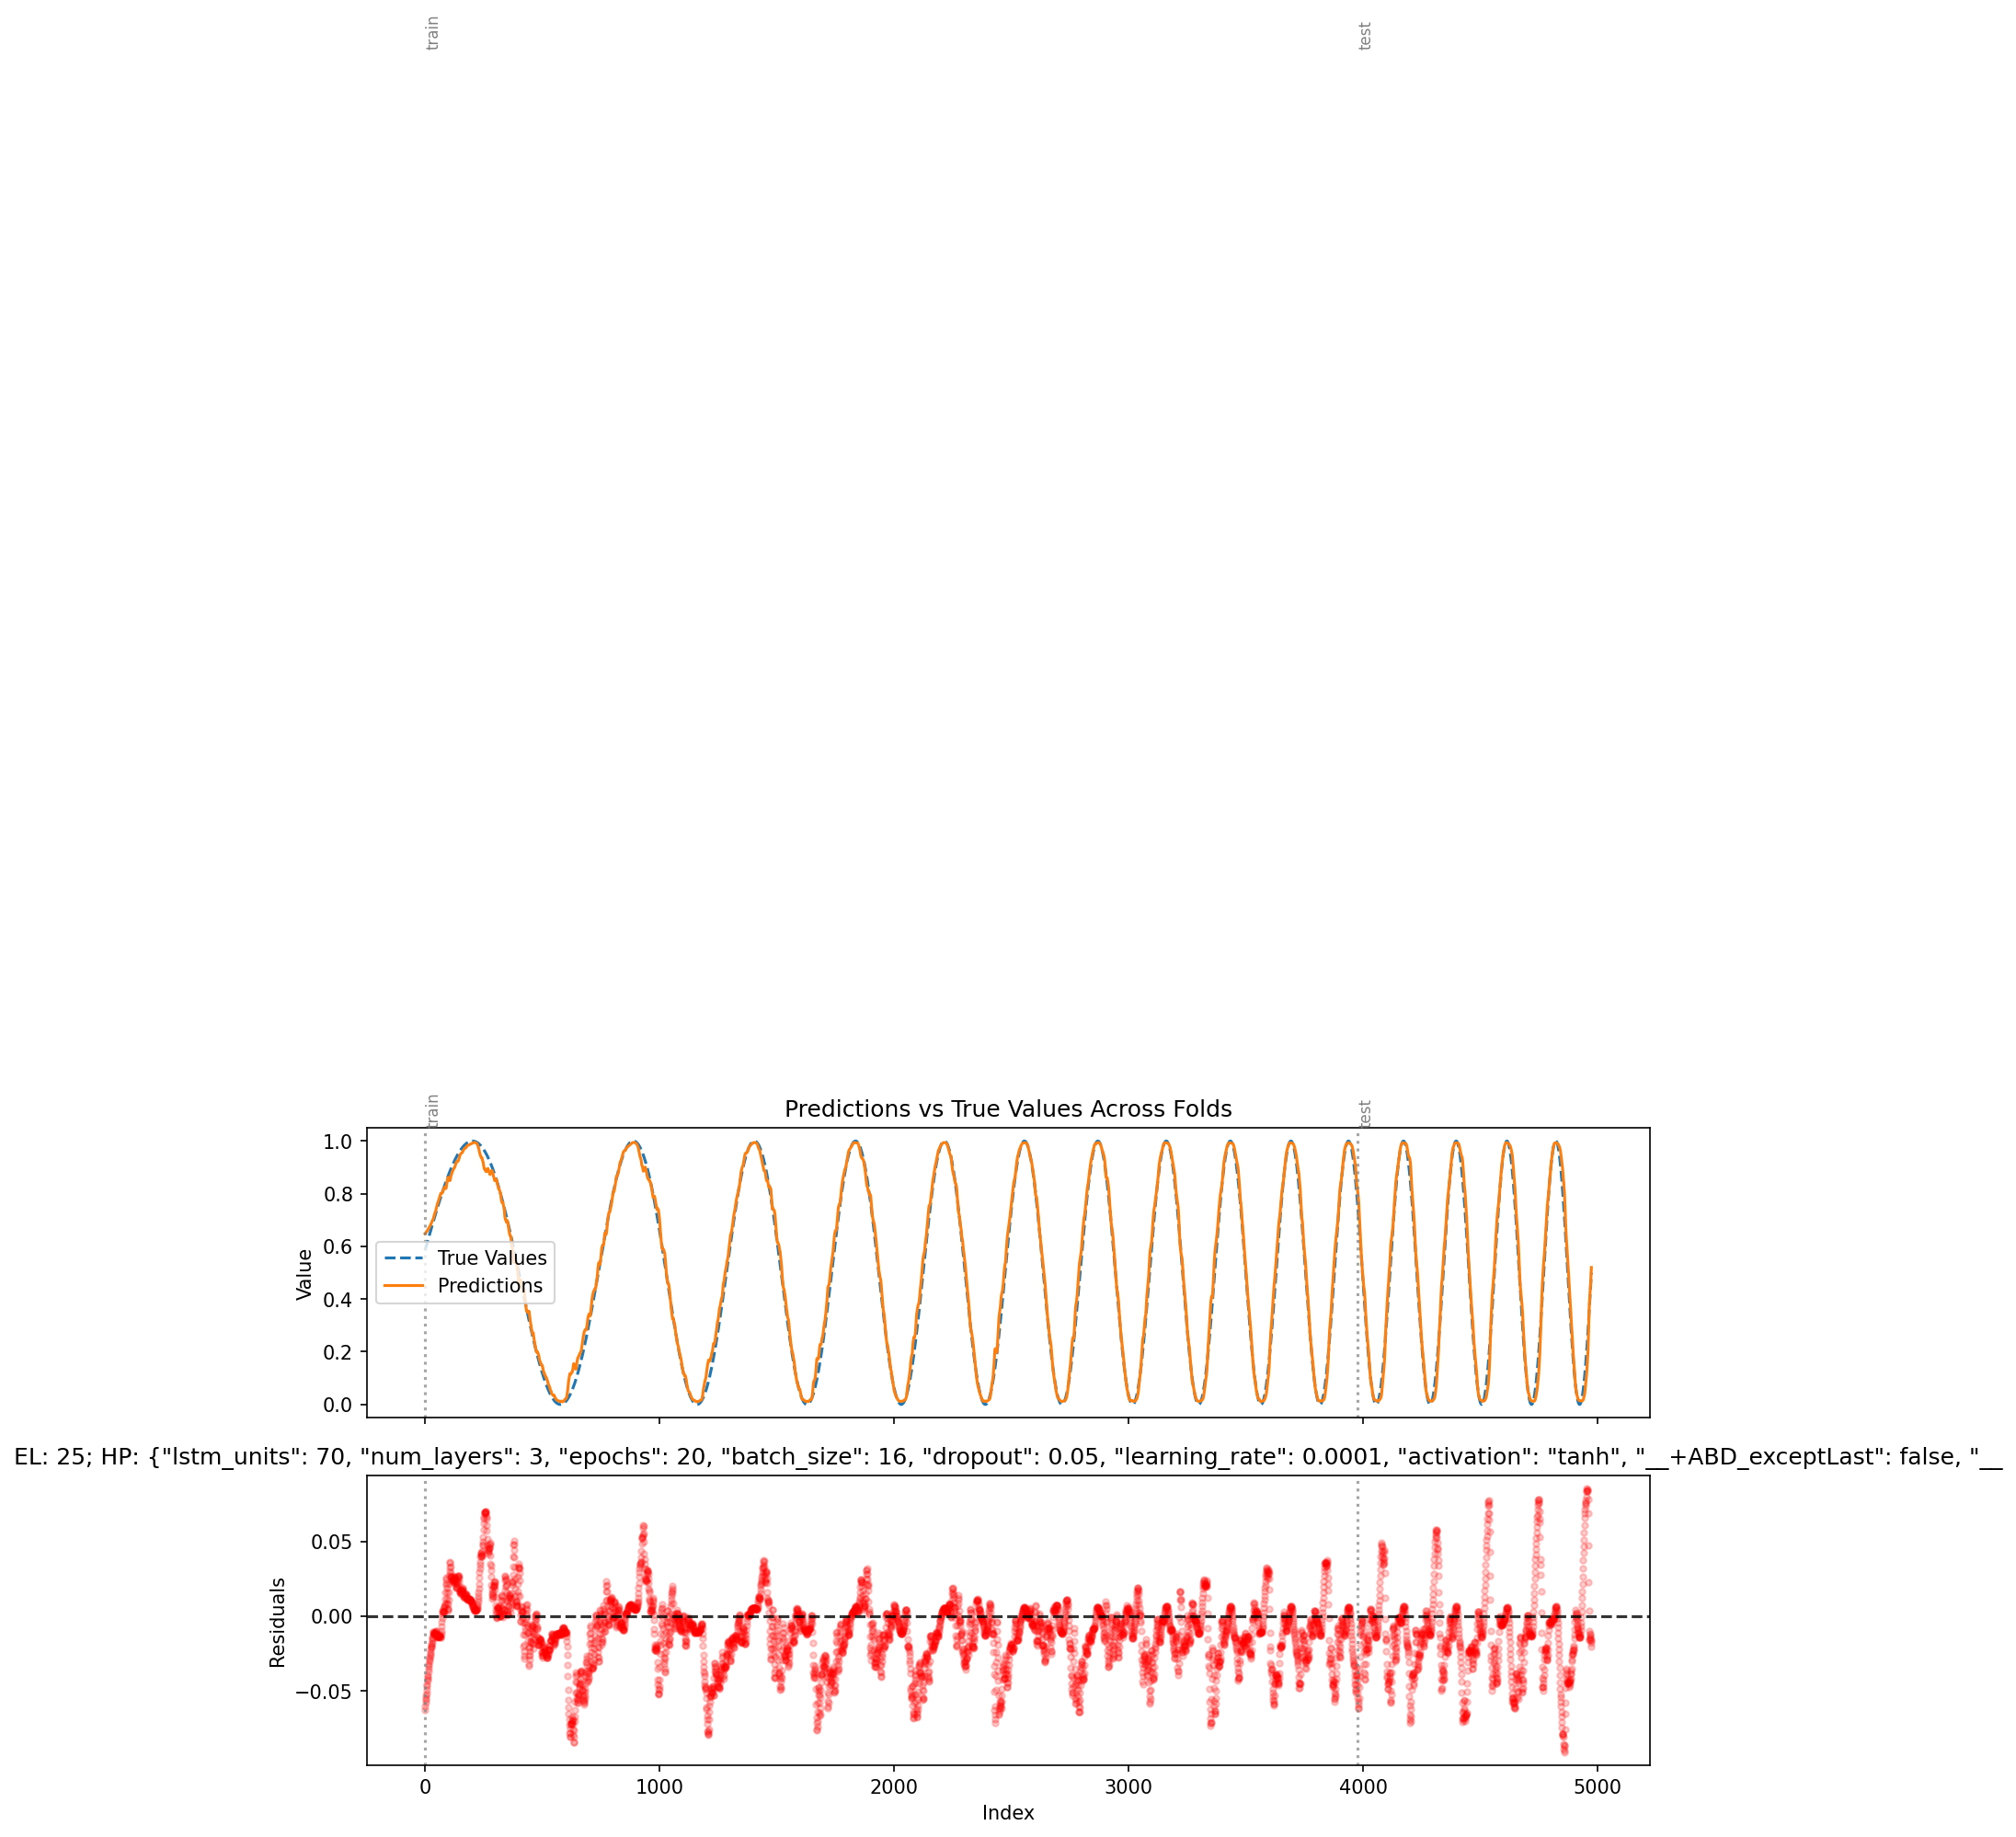 train
test
train
test
Predictions vs True Values Across Folds
1.0
0.8
0.6
0.4
0.2
0.0
Value
True Values
Predictions
EL: 25; HP: {"lstm_units": 70, "num_layers": 3, "epochs": 20, "batch_size": 16, "dropout": 0.05, "learning_rate": 0.0001, "activation": "tanh", "__+ABD_exceptLast": false, "__
0.05
0.00
−0.05
Residuals
0 1000 2000 3000 4000 5000
Index